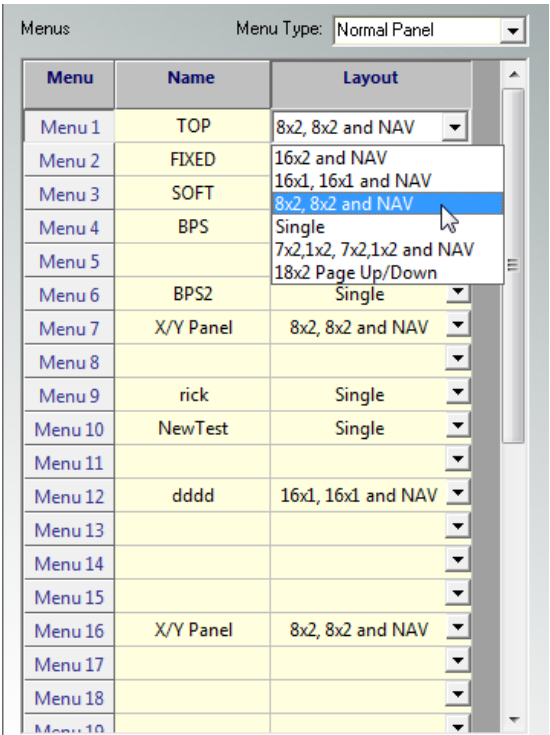 Menus Menu Type: Normal Panel
Menu Name Layout
Menu 1 TOP 8x2, 8x2 and NAV
Menu 2 FIXED 16x2 and NAV
Menu 3 SOFT 16x1, 16x1 and NAV
8x2, 8x2 and NAV
Menu 4 BPS Single
Menu 5 7x2,1x2, 7x2,1x2 and NAV
18x2 Page Up/Down
Menu 6 BPS2 Single
Menu 7 X/Y Panel 8x2, 8x2 and NAV
Menu 8
Menu 9 rick Single
Menu 10 NewTest Single
Menu 11
Menu 12 dddd 16x1, 16x1 and NAV
Menu 13
Menu 14
Menu 15
Menu 16 X/Y Panel 8x2, 8x2 and NAV
Menu 17
Menu 18
Menu 19